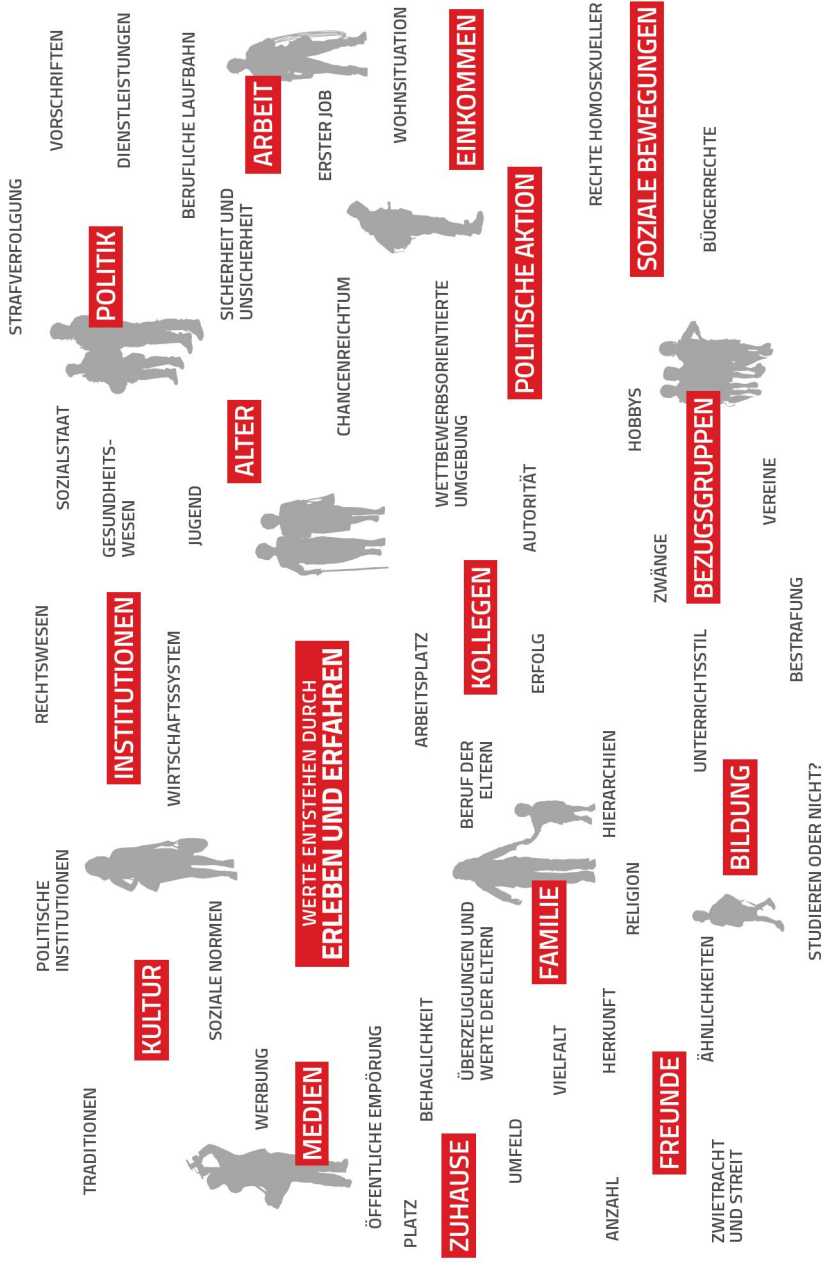 STRAFVERFOLGUNG
POLITISCHE
INSTITUTIONEN
RECHTSWESEN
SOZIALSTAAT
VORSCHRIFTEN
TRADITIONEN
KULTUR
INSTITUTIONEN
GESUNDHEITS-
WESEN
POLITIK
DIENSTLEISTUNGEN
SOZIALE NORMEN
WIRTSCHAFTSSYSTEM
JUGEND
BERUFLICHE LAUFBAHN
WERBUNG
ALTER
SICHERHEIT UND
UNSICHERHEIT
ARBEIT
MEDIEN
WERTE ENTSTEHEN DURCH
ERLEBEN UND ERFAHREN
CHANCENREICHTUM
ERSTER JOB
ÖFFENTLICHE EMPÖRUNG
PLATZ
BEHAGLICHKEIT
ARBEITSPLATZ
WETTBEWERBSORIENTIERTE
UMGEBUNG
WOHNSITUATION
ZUHAUSE
ÜBERZEUGUNGEN UND
WERTE DER ELTERN
BERUF DER
ELTERN
KOLLEGEN
EINKOMMEN
UMFELD
VIELFALT
FAMILIE
ERFOLG
AUTORITÄT
POLITISCHE AKTION
ANZAHL
HERKUNFT
RELIGION
HIERARCHIEN
HOBBYS
RECHTE HOMOSEXUELLER
FREUNDE
ZWÄNGE
SOZIALE BEWEGUNGEN
ÄHNLICHKEITEN
UNTERRICHTSSTIL
BEZUGSGRUPPEN
BÜRGERRECHTE
ZWIETRACHT
UND STREIT
BILDUNG
VEREINE
BESTRAFUNG
STUDIEREN ODER NICHT?